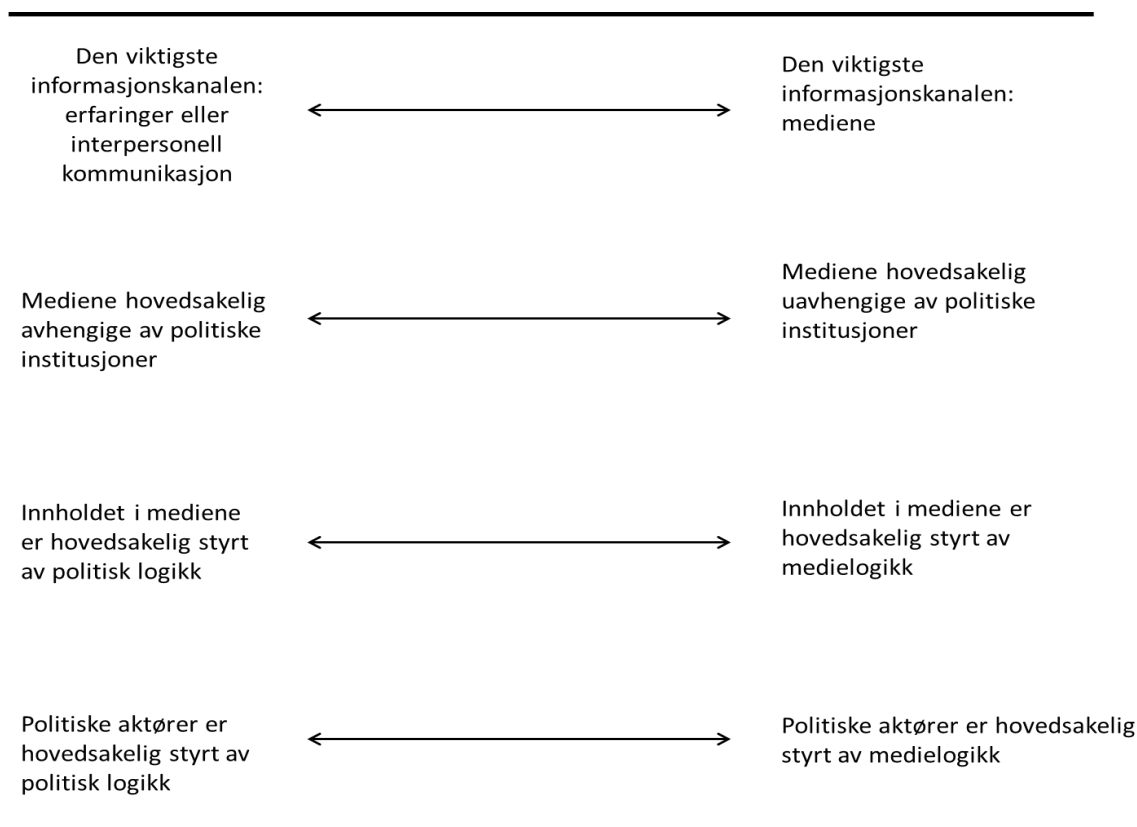 Den viktigste
informasjonskanalen:
erfaringer eller
interpersonell
kommunikasjon
Den viktigste
informasjonskanalen:
mediene
Mediene hovedsakelig
avhengige av politiske
institusjoner
Mediene hovedsakelig
uavhengige av politiske
institusjoner
Innholdet i mediene
er hovedsakelig styrt
av politisk logikk
Innholdet i mediene er
hovedsakelig styrt av
medielogikk
Politiske aktører er
hovedsakelig styrt av
politisk logikk
Politiske aktører er hovedsakelig
styrt av medielogikk